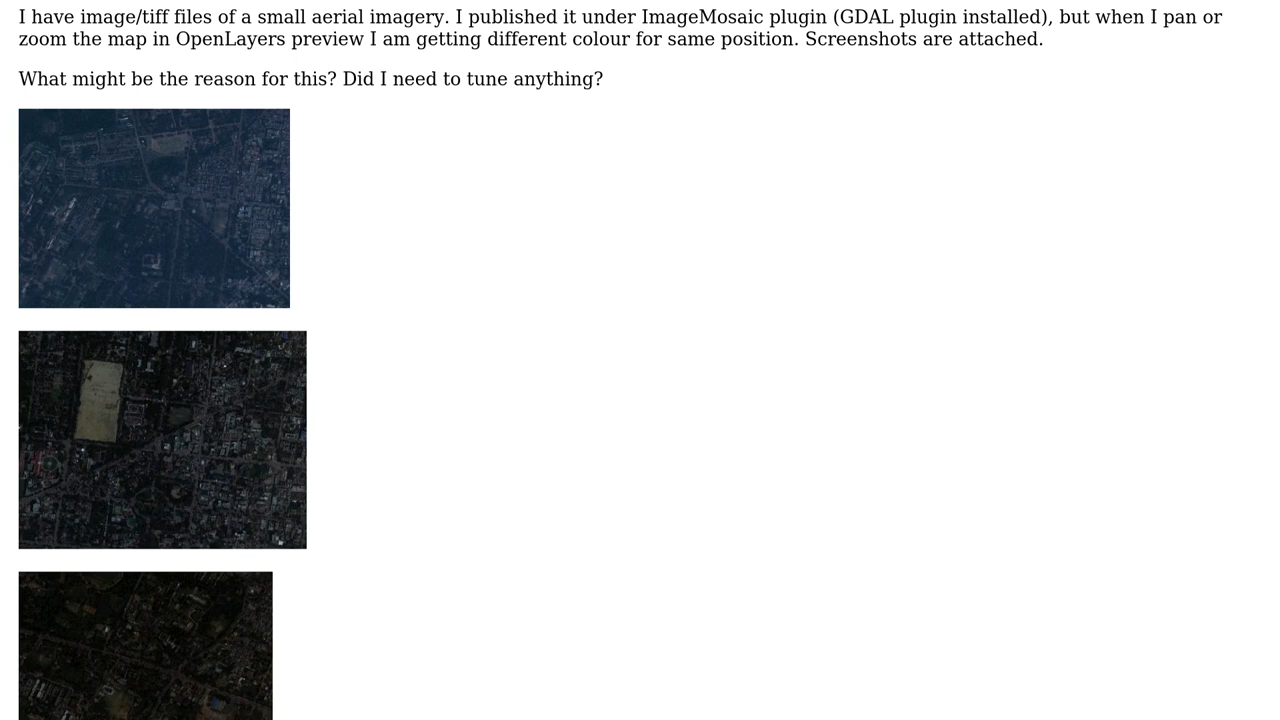 I have image/tiff files of a small aerial imagery. I published it under ImageMosaic plugin (GDAL plugin installed), but when I pan or
zoom the map in OpenLayers preview I am getting different colour for same position. Screenshots are attached.
What might be the reason for this? Did I need to tune anything?